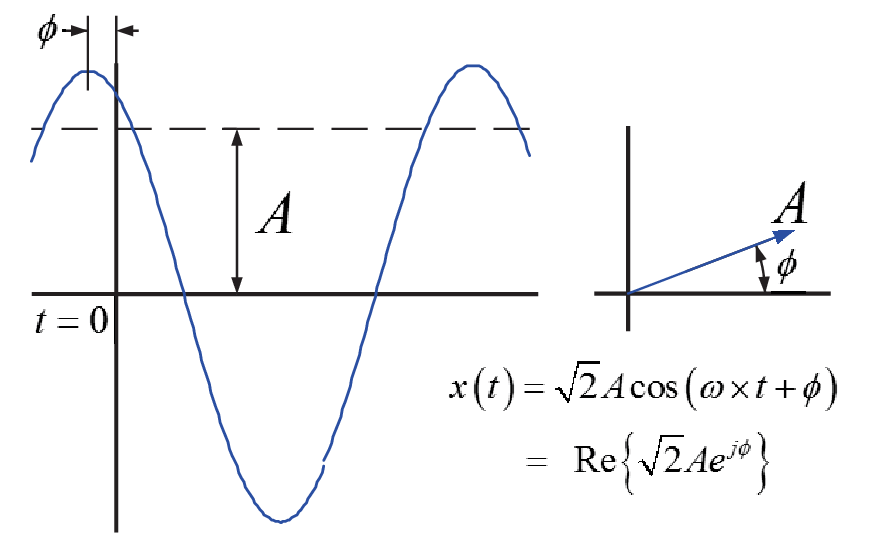 ϕ
A
t = 0
A
ϕ
x(t) = √2 A cos(ω × t + ϕ)
= Re{√2 Ae^{jϕ}}